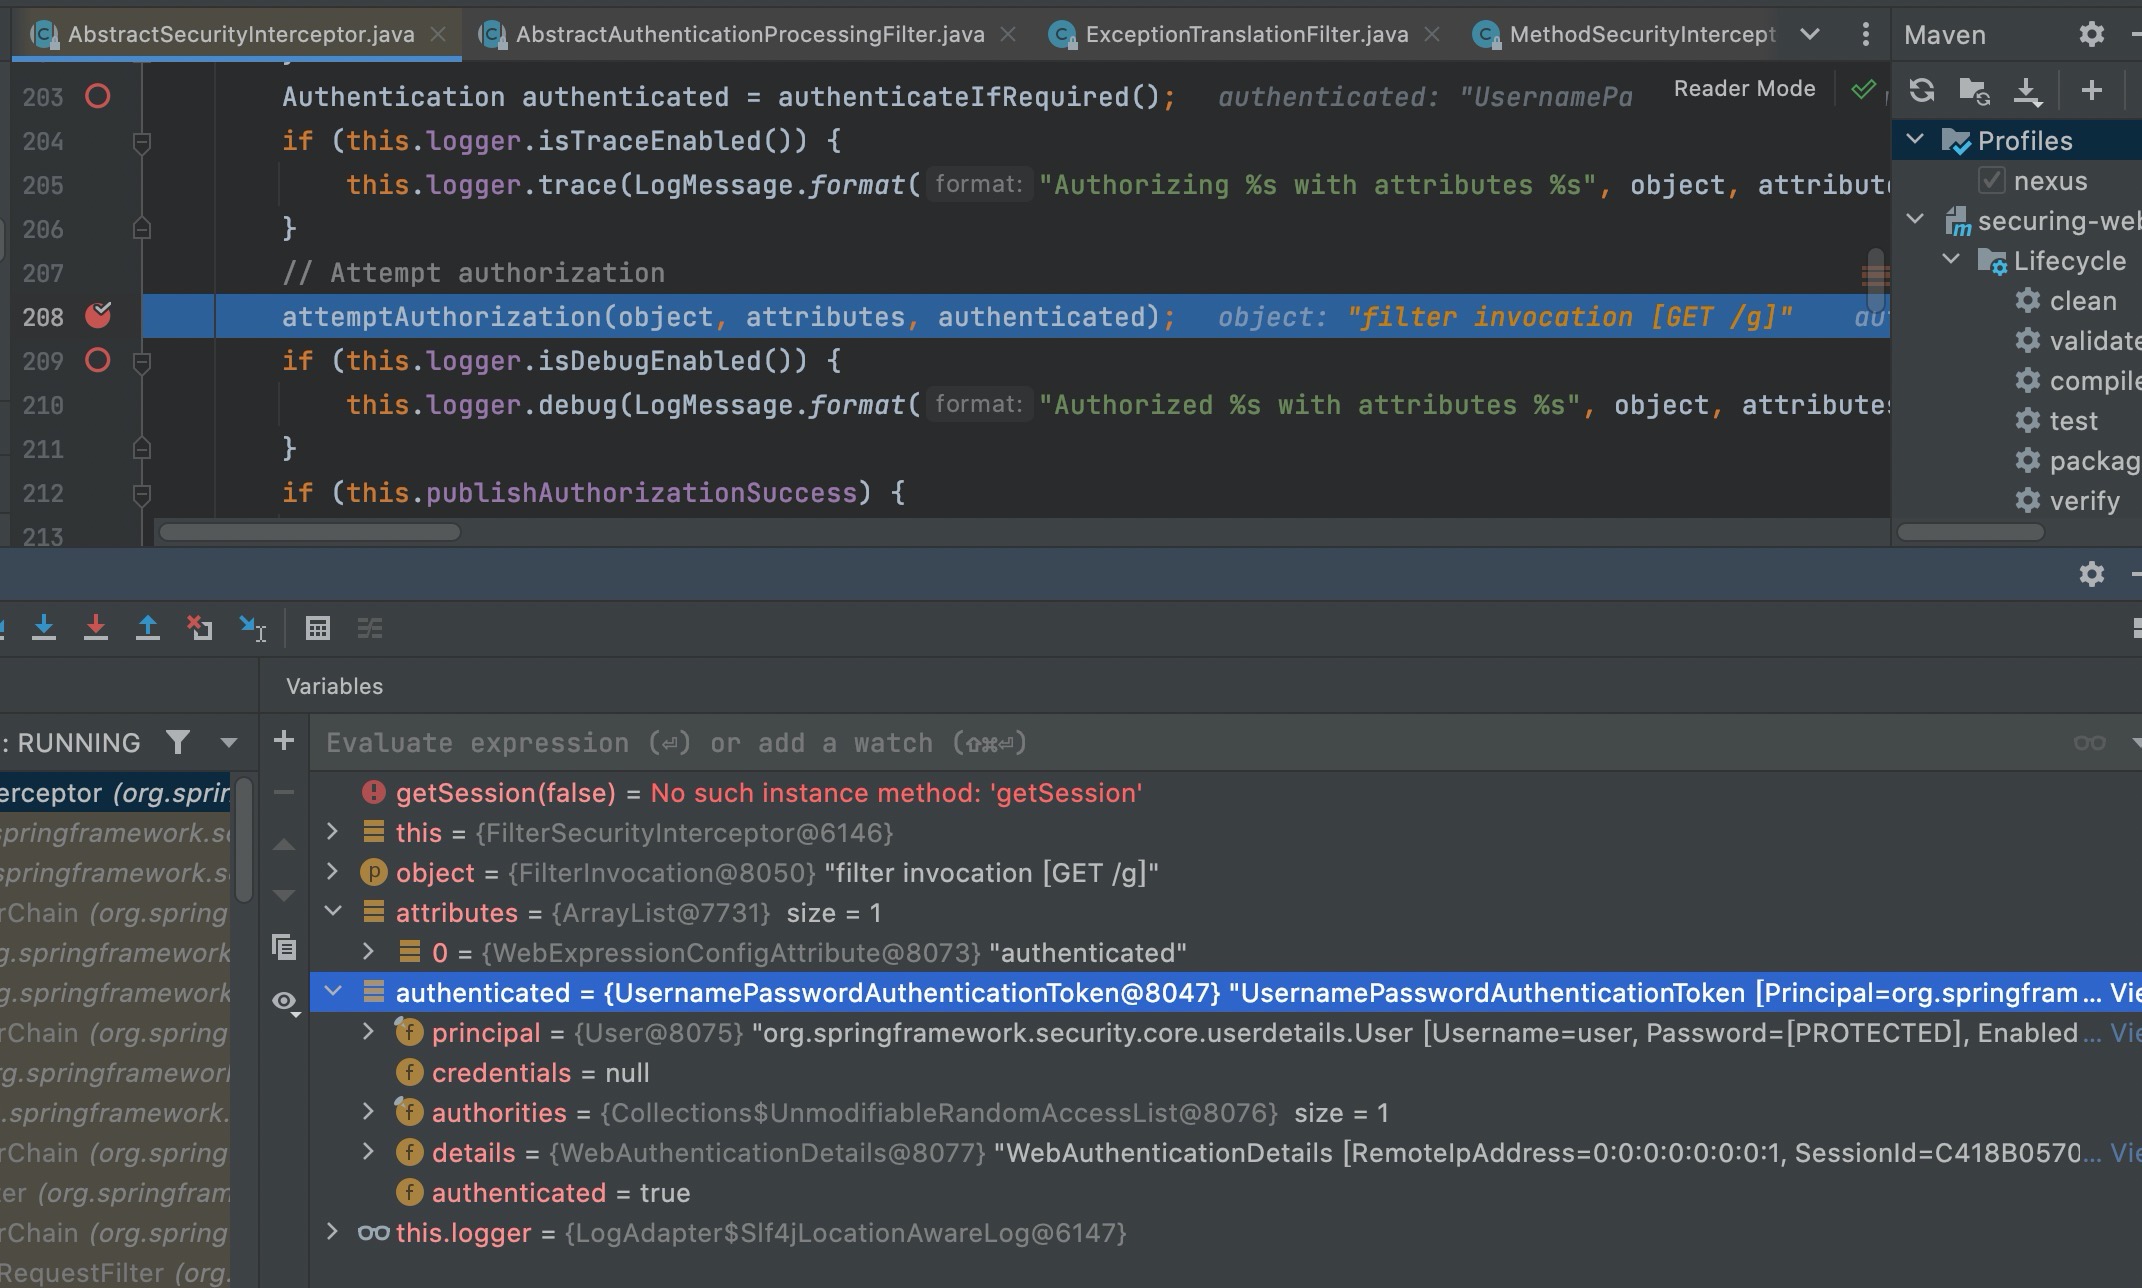 AbstractSecurityInterceptor.java AbstractAuthenticationProcessingFilter.java ExceptionTranslationFilter.java MethodSecurityIntercept
Maven
Reader Mode
203 Authentication authenticated = authenticateIfRequired(); authenticated: "UsernamePa
204 if (this.logger.isTraceEnabled()) {
205 this.logger.trace(LogMessage.format( format: "Authorizing %s with attributes %s", object, attribut
206 }
207 // Attempt authorization
208 attemptAuthorization(object, attributes, authenticated); object: "filter invocation [GET /g]" au
209 if (this.logger.isDebugEnabled()) {
210 this.logger.debug(LogMessage.format( format: "Authorized %s with attributes %s", object, attributes
211 }
212 if (this.publishAuthorizationSuccess) {
213
Profiles
nexus
securing-web
Lifecycle
clean
validate
compile
test
packag
verify
Variables
: RUNNING
Evaluate expression (⏎) or add a watch (⇧⌘⏎)
erceptor (org.sprin
springframework.se
springframework.s
rChain (org.spring
g.springframework
g.springframework
rChain (org.spring
rg.springframework
.springframework.
rChain (org.spring
ter (org.springfram
rChain (org.spring
RequestFilter (org.
getSession(false) = No such instance method: 'getSession'
this = {FilterSecurityInterceptor@6146}
object = {FilterInvocation@8050} "filter invocation [GET /g]"
attributes = {ArrayList@7731} size = 1
0 = {WebExpressionConfigAttribute@8073} "authenticated"
authenticated = {UsernamePasswordAuthenticationToken@8047} "UsernamePasswordAuthenticationToken [Principal=org.springfram... Vie
principal = {User@8075} "org.springframework.security.core.userdetails.User [Username=user, Password=[PROTECTED], Enabled... Vie
credentials = null
authorities = {Collections$UnmodifiableRandomAccessList@8076} size = 1
details = {WebAuthenticationDetails@8077} "WebAuthenticationDetails [RemoteIpAddress=0:0:0:0:0:0:0:1, SessionId=C418B0570... Vie
authenticated = true
this.logger = {LogAdapter$Slf4jLocationAwareLog@6147}